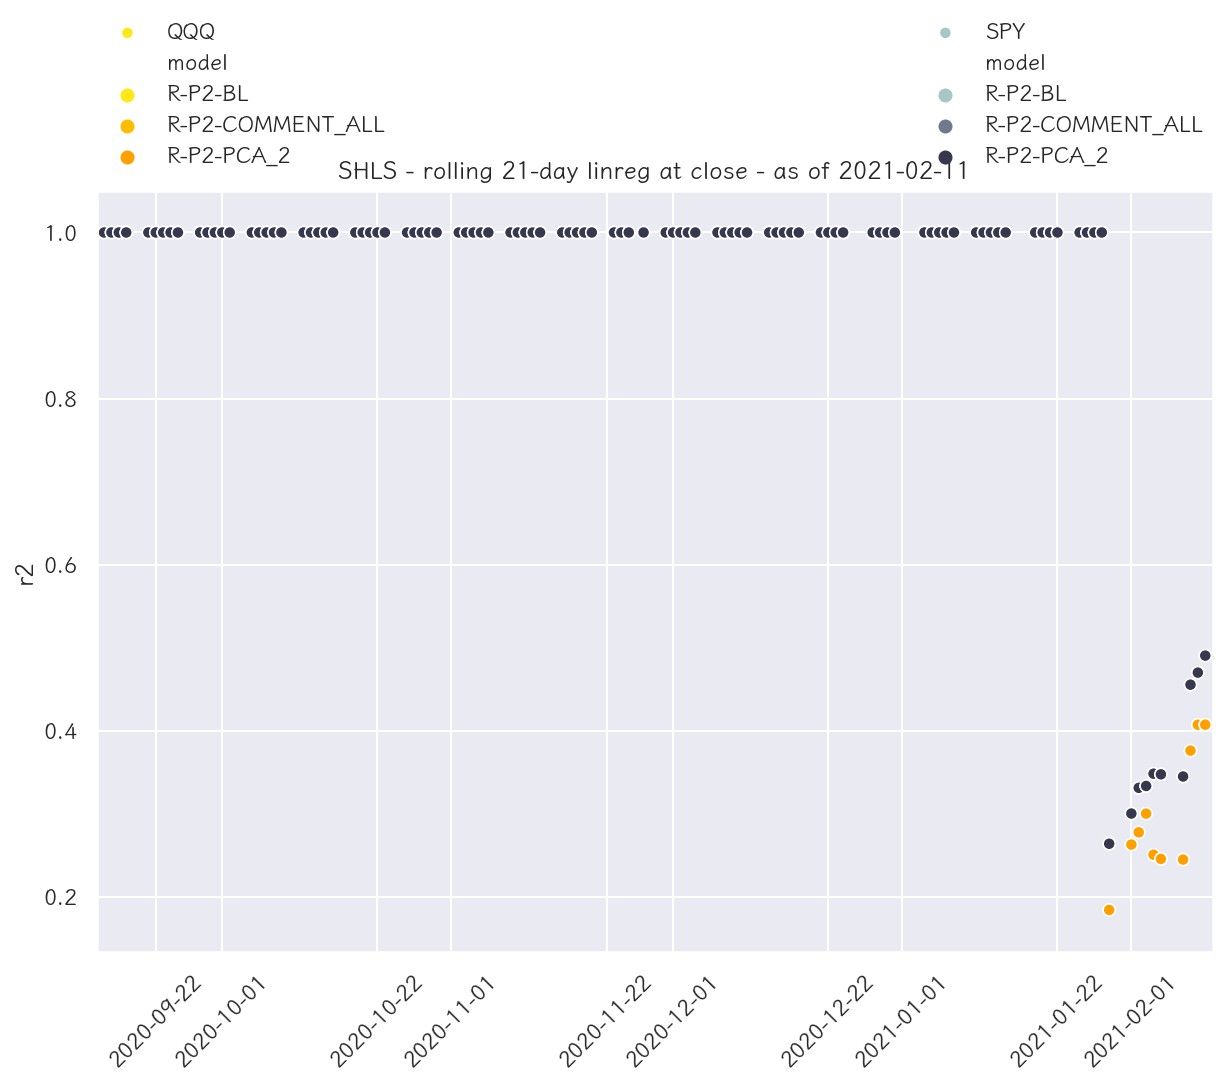 QQQ
model
R-P2-BL
R-P2-COMMENT_ALL
R-P2-PCA_2
SPY
model
R-P2-BL
R-P2-COMMENT_ALL
R-P2-PCA_2
SHLS - rolling 21-day linreg at close - as of 2021-02-11
1.0
0.8
0.6
0.4
0.2
r2
2020-09-22
2020-10-01
2020-10-22
2020-11-01
2020-11-22
2020-12-01
2020-12-22
2021-01-01
2021-01-22
2021-02-01